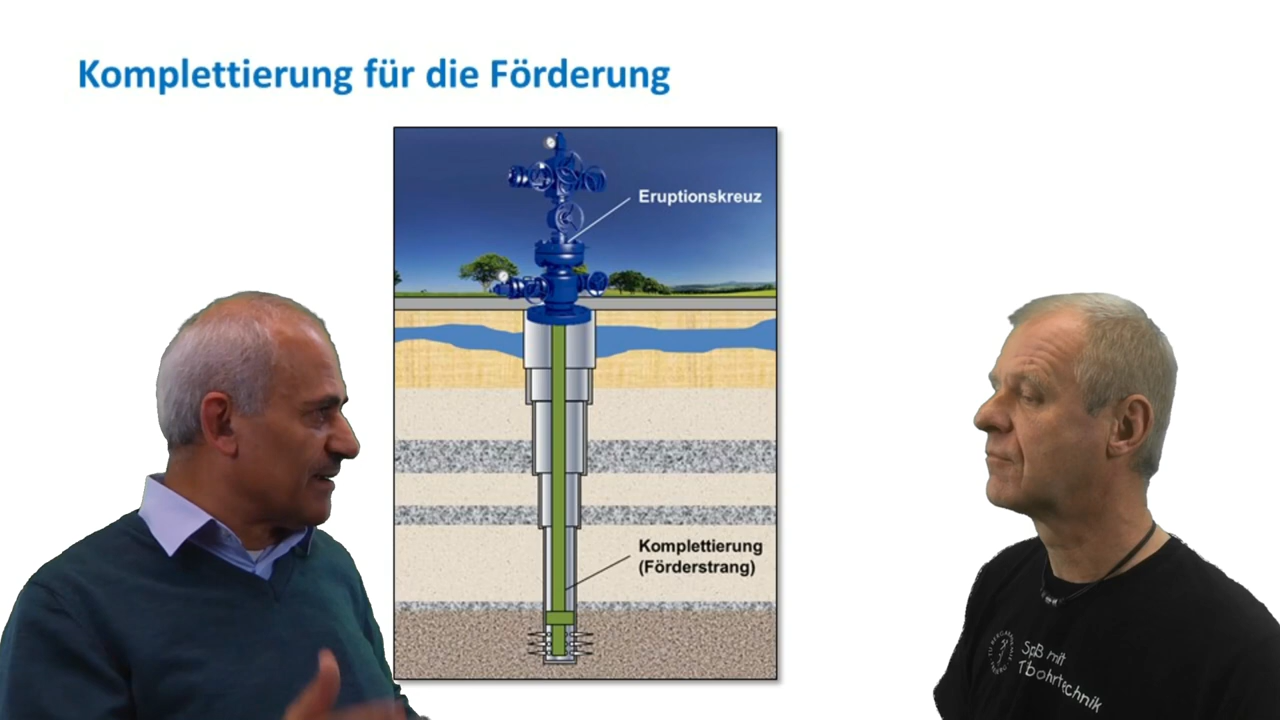 Komplettierung für die Förderung
Eruptionskreuz
Komplettierung
(Förderstrang)
SpB mit
Tbohrtechnik